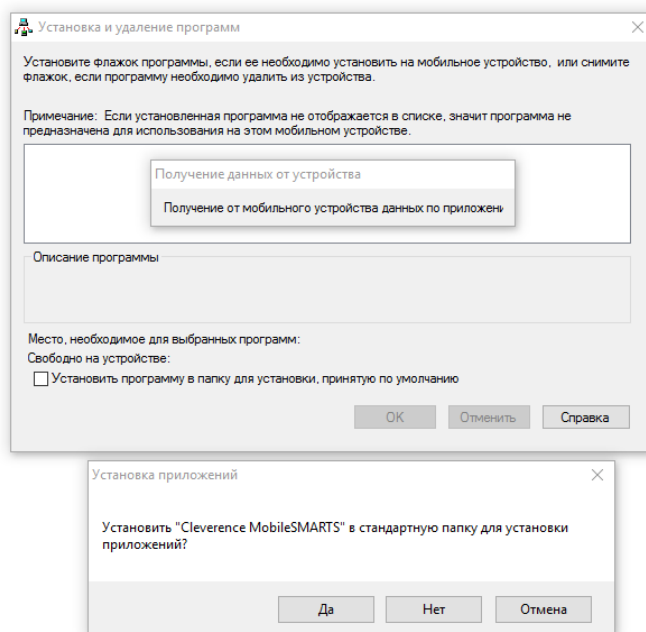 Установка и удаление программ
Установите флажок программы, если ее необходимо установить на мобильное устройство, или снимите
флажок, если программу необходимо удалить из устройства.
Примечание: Если установленная программа не отображается в списке, значит программа не
предназначена для использования на этом мобильном устройстве.
Получение данных от устройства
Получение от мобильного устройства данных по приложени
Описание программы
Место, необходимое для выбранных программ:
Свободно на устройстве:
Установить программу в папку для установки, принятую по умолчанию
OK
Отменить
Справка
Установка приложений
Установить "Cleverence MobileSMARTS" в стандартную папку для установки
приложений?
Да
Нет
Отмена